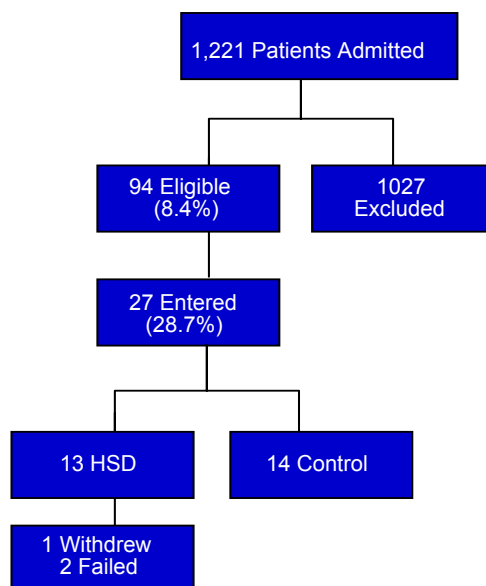 1,221 Patients Admitted
94 Eligible
(8.4%)
1027
Excluded
27 Entered
(28.7%)
13 HSD
14 Control
1 Withdrew
2 Failed